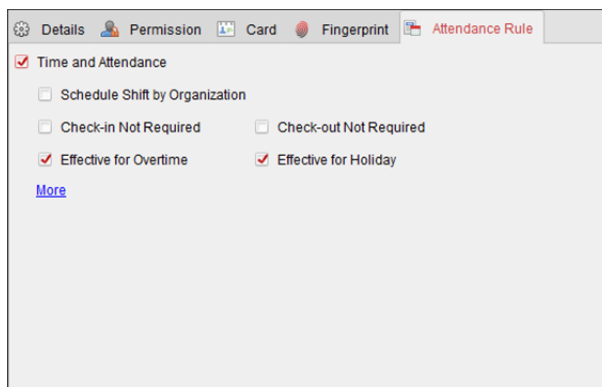 Details Permission Card Fingerprint Attendance Rule
Time and Attendance
Schedule Shift by Organization
Check-in Not Required Check-out Not Required
Effective for Overtime Effective for Holiday
More